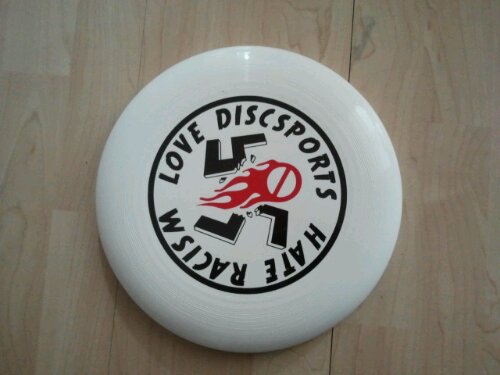 LOVE DISCSPORTS
HATE RACISM